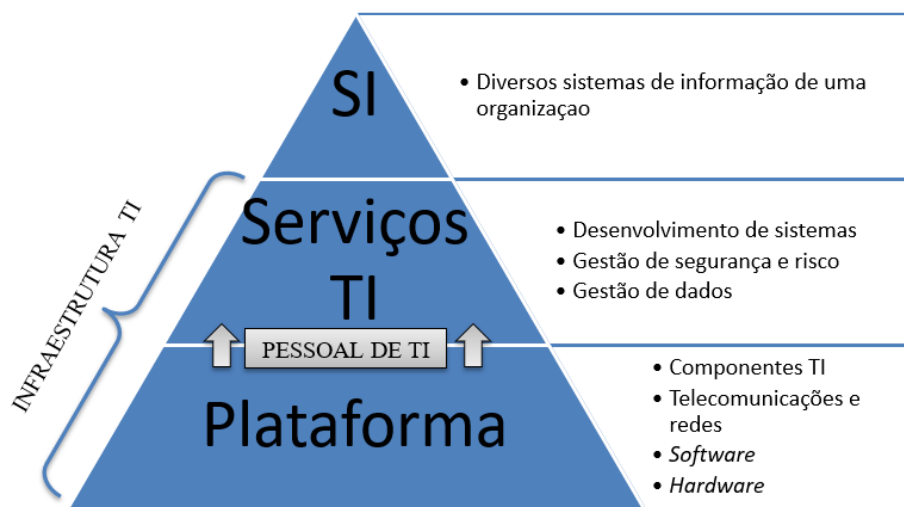 SI
• Diversos sistemas de informação de uma
organizaçao
INFRAESTRUTURA TI
Serviços
TI
• Desenvolvimento de sistemas
• Gestão de segurança e risco
• Gestão de dados
PESSOAL DE TI
Plataforma
• Componentes TI
• Telecomunicações e
redes
• Software
• Hardware